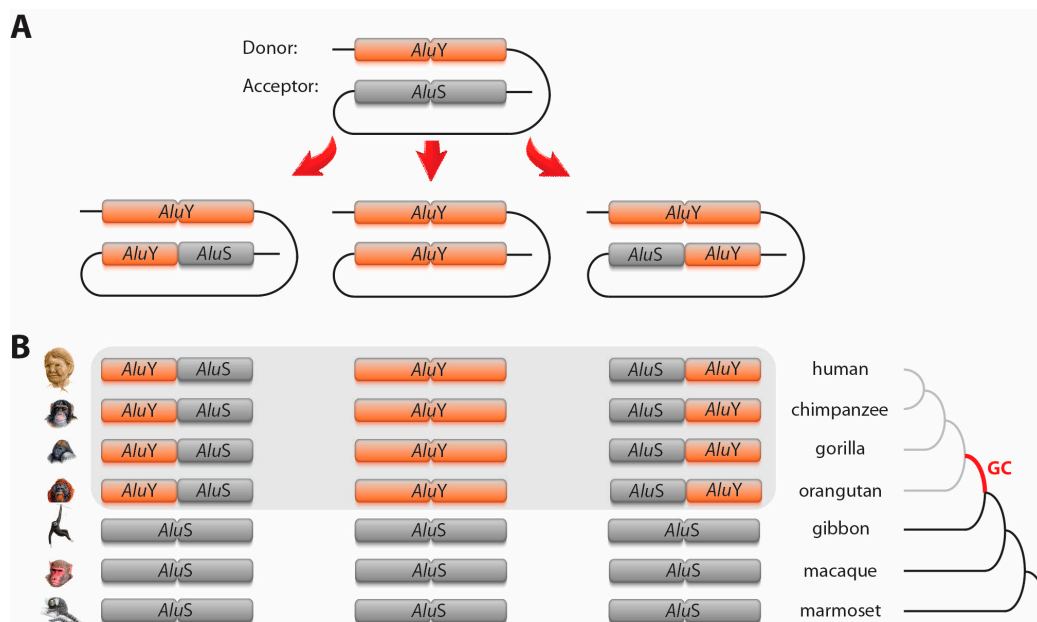 A
Donor:
AluY
Acceptor:
AluS
AluY
AluY
AluY
AluY AluS
AluY
AluS AluY
B
AluY AluS AluY AluS AluY human
AluY AluS AluY AluS AluY chimpanzee
AluY AluS AluY AluS AluY gorilla
GC
AluY AluS AluY AluS AluY orangutan
AluS AluS AluS gibbon
AluS AluS AluS macaque
AluS AluS AluS marmoset